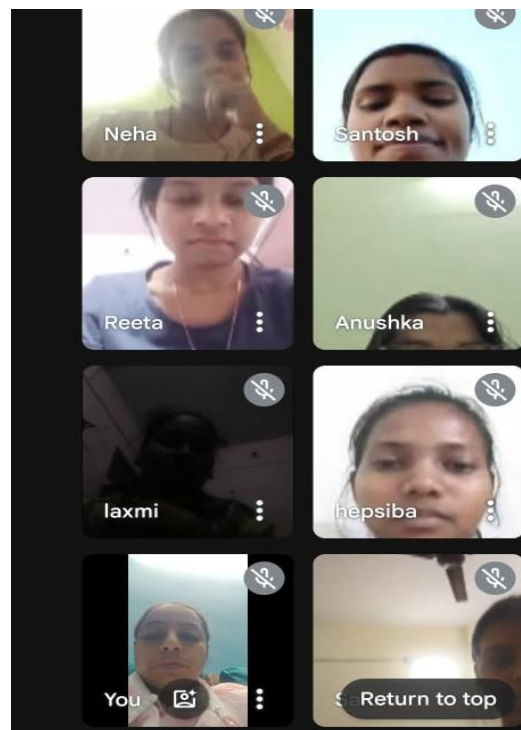 Neha
Santosh
Reeta
Anushka
laxmi
hepsiba
You
Return to top